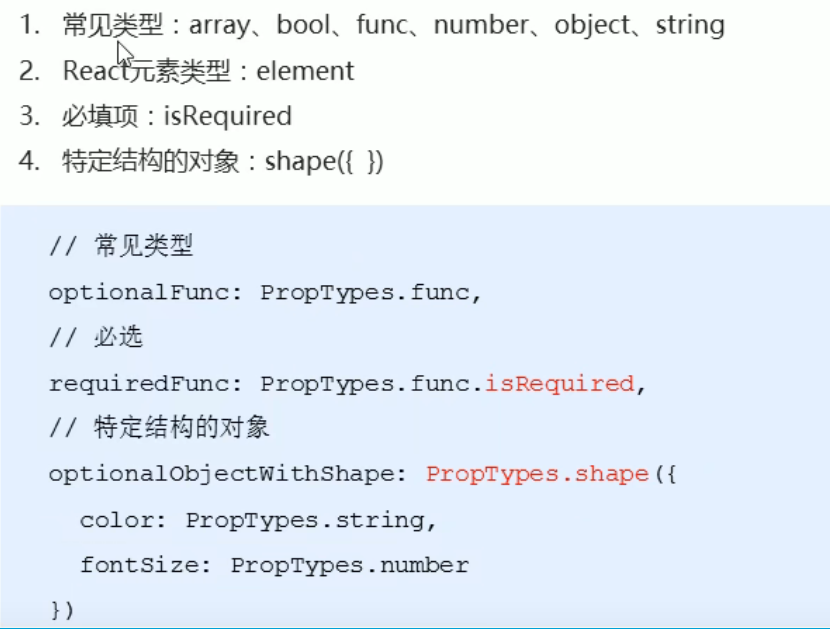 1. 常见类型：array、bool、func、number、object、string
2. React元素类型：element
3. 必填项：isRequired
4. 特定结构的对象：shape({ })
// 常见类型
optionalFunc: PropTypes.func,
// 必选
requiredFunc: PropTypes.func.isRequired,
// 特定结构的对象
optionalObjectWithShape: PropTypes.shape({
  color: PropTypes.string,
  fontSize: PropTypes.number
})